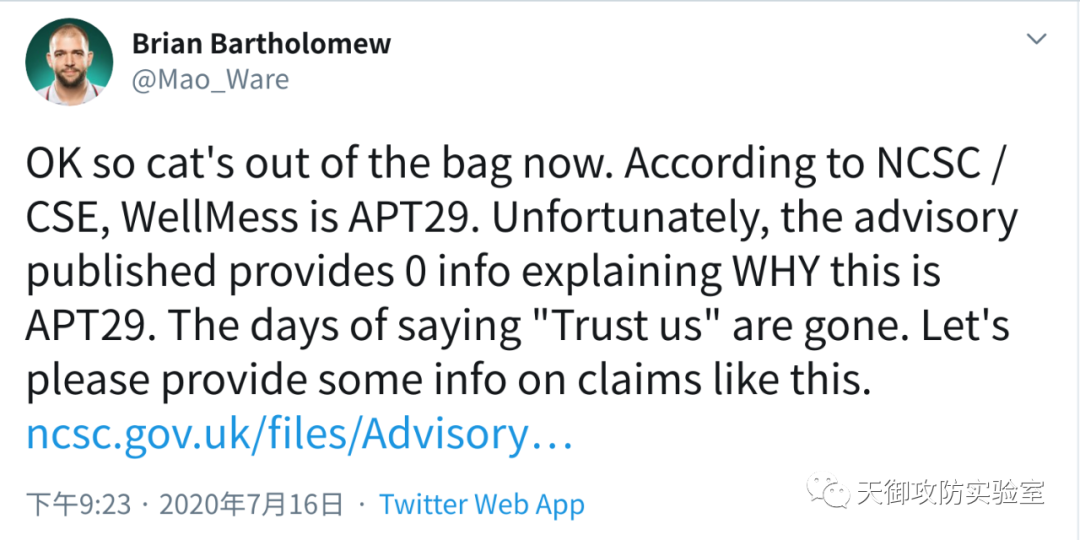 Brian Bartholomew
@Mao_Ware
OK so cat's out of the bag now. According to NCSC /
CSE, WellMess is APT29. Unfortunately, the advisory
published provides 0 info explaining WHY this is
APT29. The days of saying "Trust us" are gone. Let's
please provide some info on claims like this.
ncsc.gov.uk/files/Advisory…
下午9:23 · 2020年7月16日 · Twitter Web App
天御攻防实验室